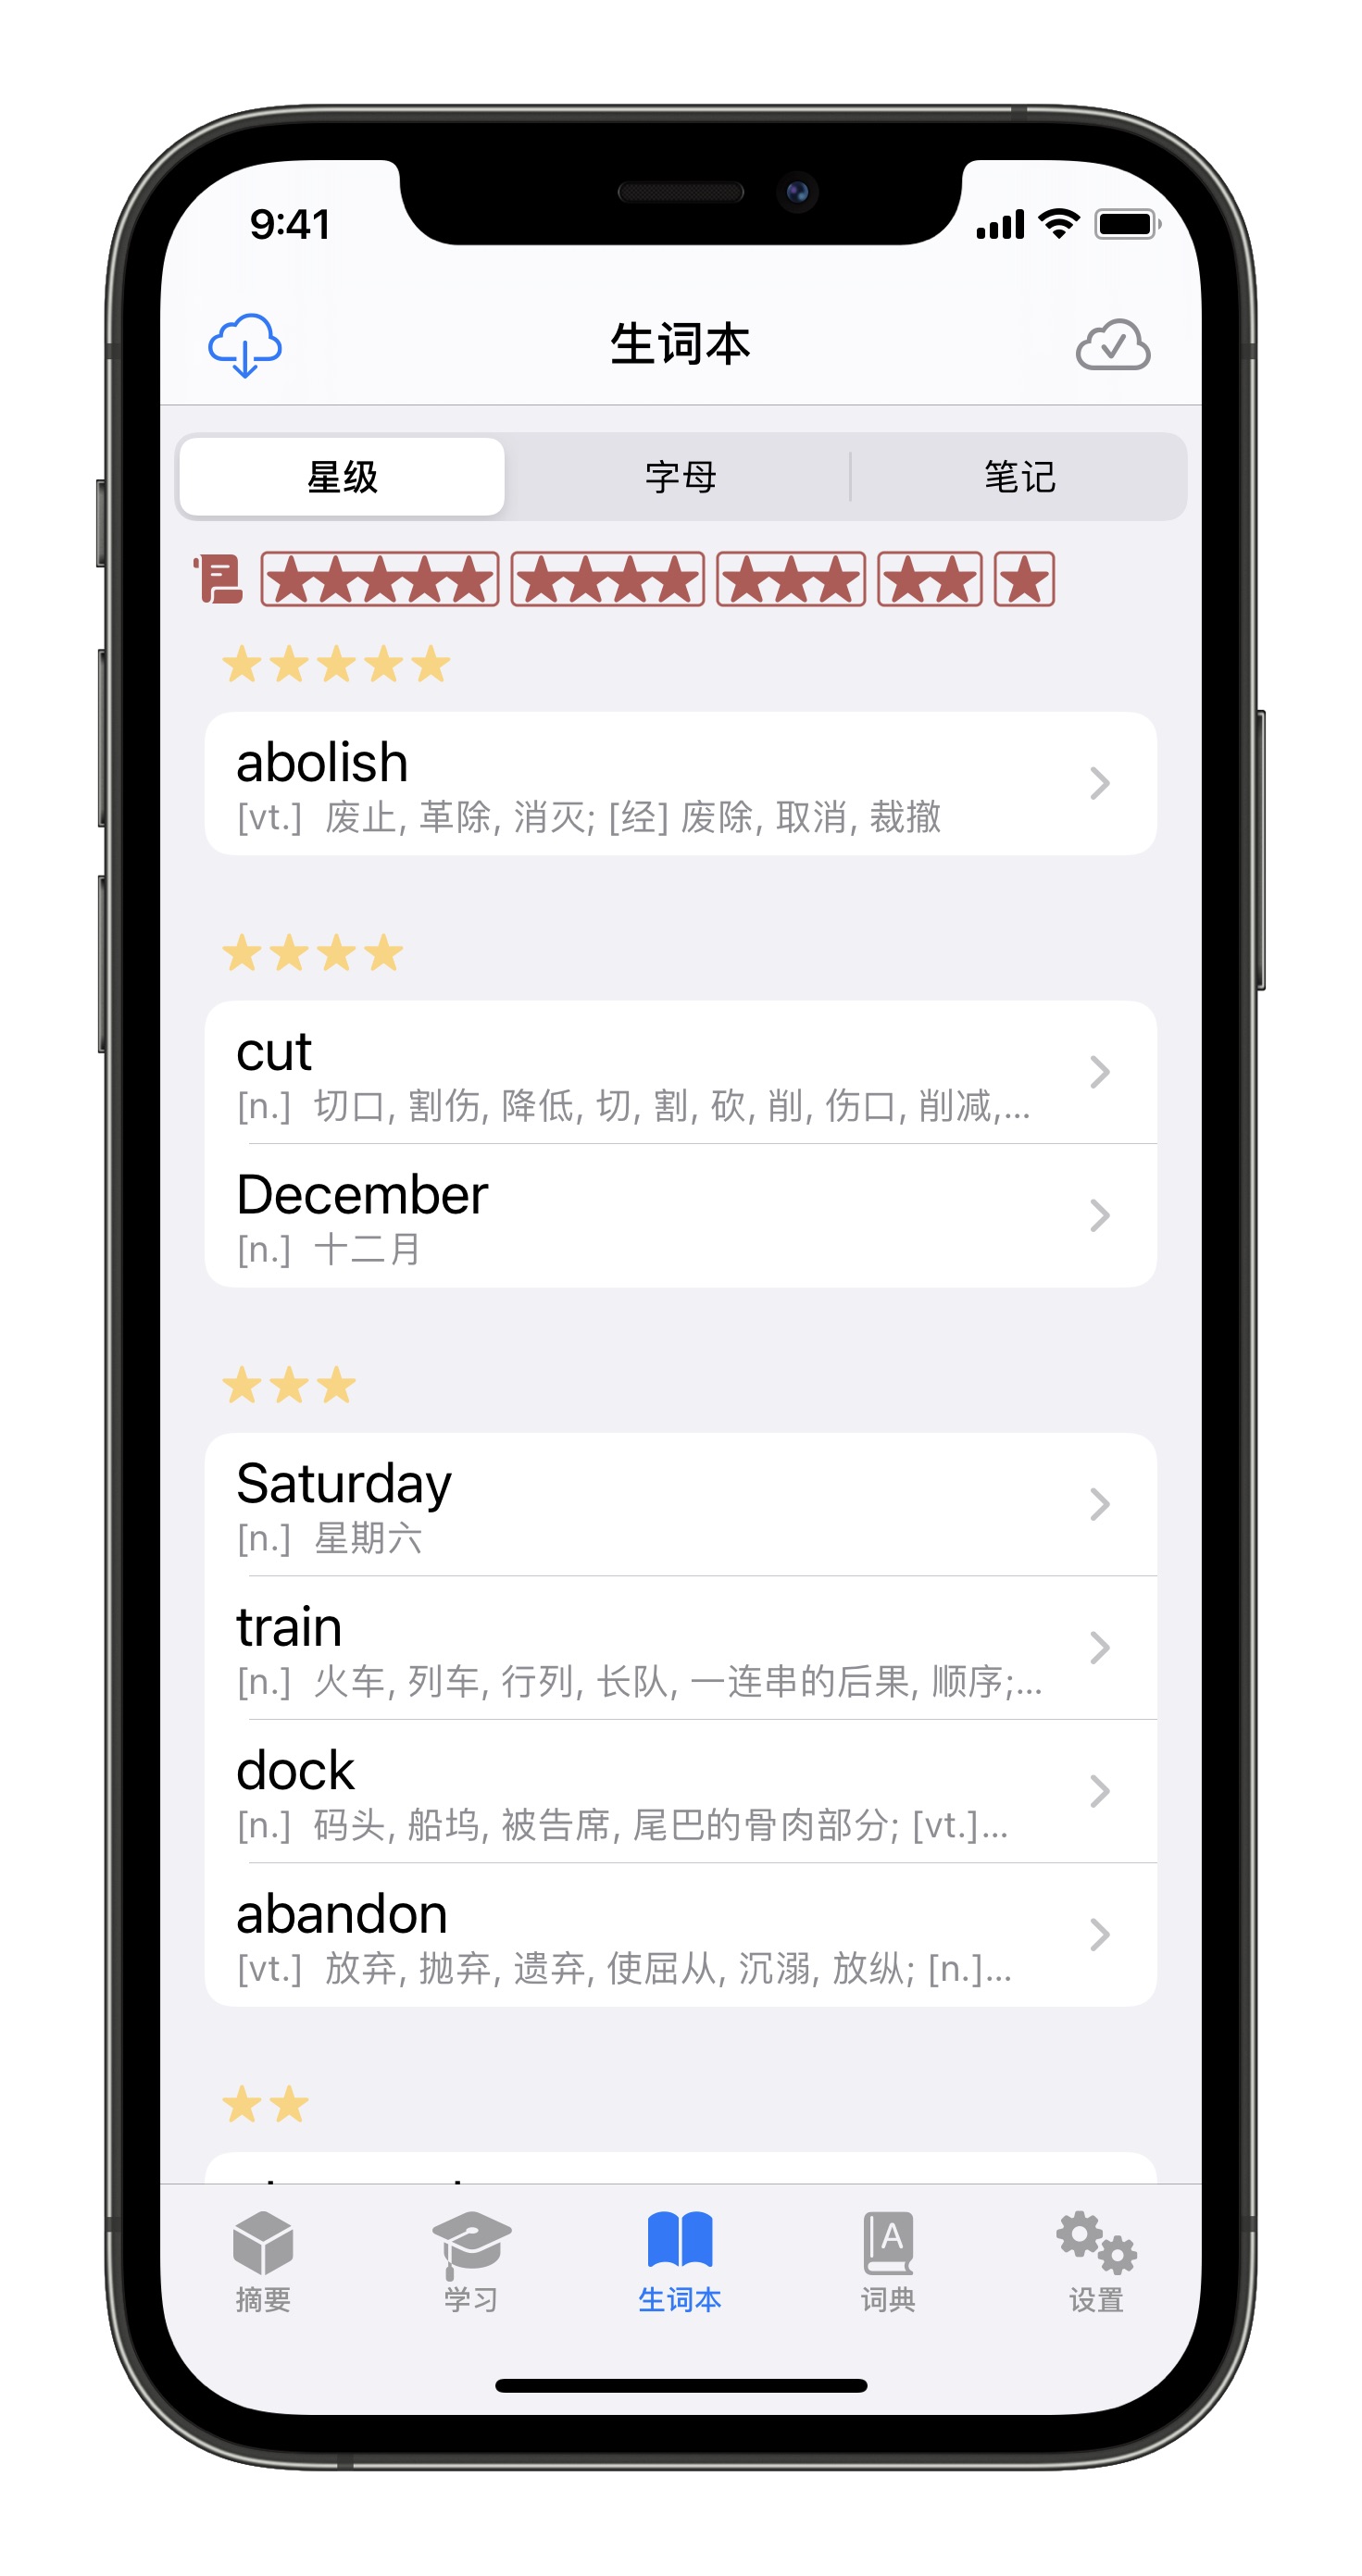 9:41
生词本
星级 字母 笔记
★★★★★ ★★★★ ★★★ ★★ ★
★★★★★
abolish
[vt.] 废止, 革除, 消灭; [经] 废除, 取消, 裁撤
★★★★
cut
[n.] 切口, 割伤, 降低, 切, 割, 砍, 削, 伤口, 削减,...
December
[n.] 十二月
★★★
Saturday
[n.] 星期六
train
[n.] 火车, 列车, 行列, 长队, 一连串的后果, 顺序;...
dock
[n.] 码头, 船坞, 被告席, 尾巴的骨肉部分; [vt.]...
abandon
[vt.] 放弃, 抛弃, 遗弃, 使屈从, 沉溺, 放纵; [n.]...
★★
A
摘要 学习 生词本 词典 设置